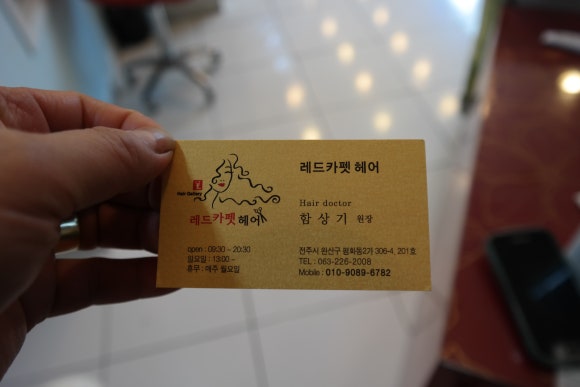 Hair Gallery
레드카펫 헤어
open : 09:30 ~ 20:30
일요일 : 13:00 ~
휴무 : 매주 월요일
레드카펫 헤어
Hair doctor
함 상 기 원장
전주시 완산구 평화동2가 306-4, 201호
TEL : 063-226-2008
Mobile : 010-9089-6782